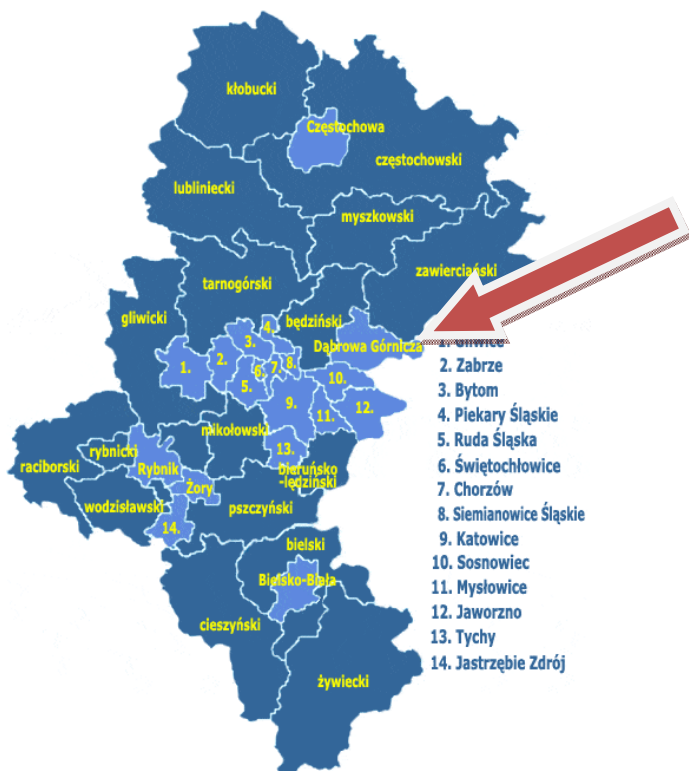 kłobucki
Częstochowa
częstochowski
lubliniecki
myszkowski
zawierciański
tarnogórski
gliwicki
będziński
Dąbrowa Górnicza
1.
2.
3.
4.
5.
6.
7.
8.
9.
10.
11.
12.
mikołowski
13.
bieruńsko
-lędziński
rybnicki
Rybnik
raciborski
Żory
wodzisławski
14.
pszczyński
bielski
Bielsko-Biała
cieszyński
żywiecki
1. Gliwice
2. Zabrze
3. Bytom
4. Piekary Śląskie
5. Ruda Śląska
6. Świętochłowice
7. Chorzów
8. Siemianowice Śląskie
9. Katowice
10. Sosnowiec
11. Mysłowice
12. Jaworzno
13. Tychy
14. Jastrzębie Zdrój